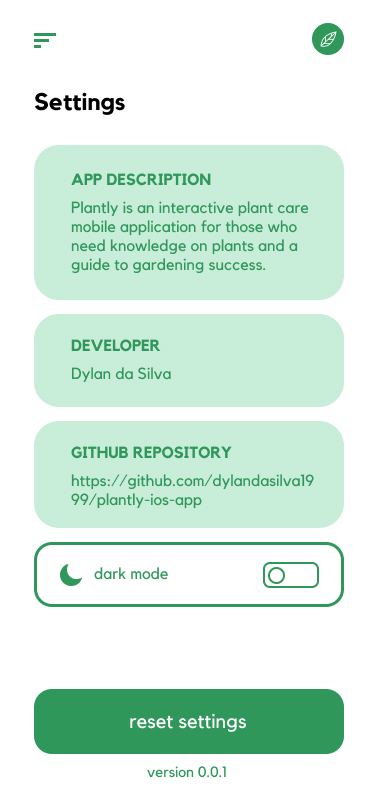 Settings
APP DESCRIPTION
Plantly is an interactive plant care
mobile application for those who
need knowledge on plants and a
guide to gardening success.
DEVELOPER
Dylan da Silva
GITHUB REPOSITORY
https://github.com/dylandasilva19
99/plantly-ios-app
dark mode
reset settings
version 0.0.1